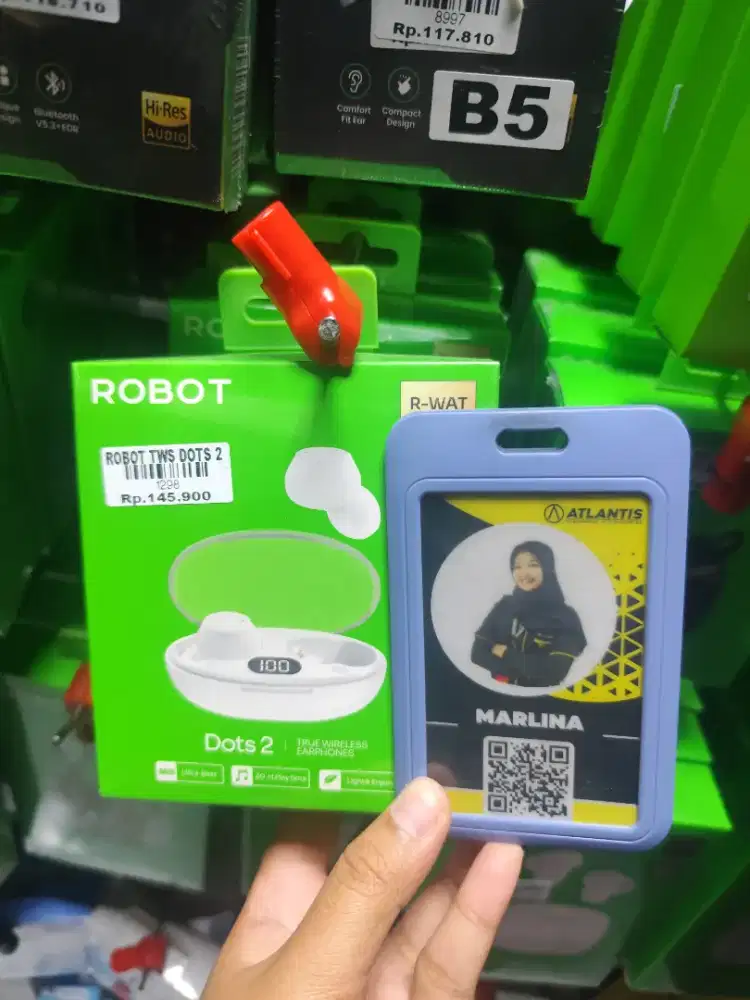 8997
Rp.117.810
Bluetooth
V5.3+EDR
Hi-Res
AUDIO
Comfort
Fit Ear
Compact
Design
B5
ROBOT
R-WAT
ROBOT TWS DOTS 2
1298
Rp.145.900
100
Dots 2
TRUE WIRELESS
EARPHONES
ATLANTIS
MARLINA